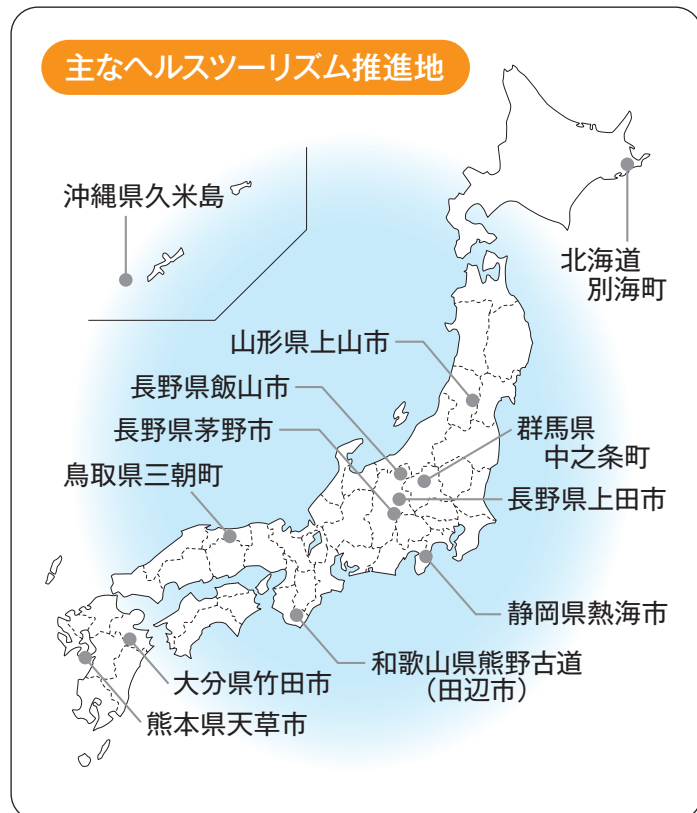 主なヘルスツーリズム推進地
沖縄県久米島
北海道
別海町
山形県上山市
長野県飯山市
長野県茅野市
群馬県
中之条町
鳥取県三朝町
長野県上田市
静岡県熱海市
和歌山県熊野古道
（田辺市）
大分県竹田市
熊本県天草市